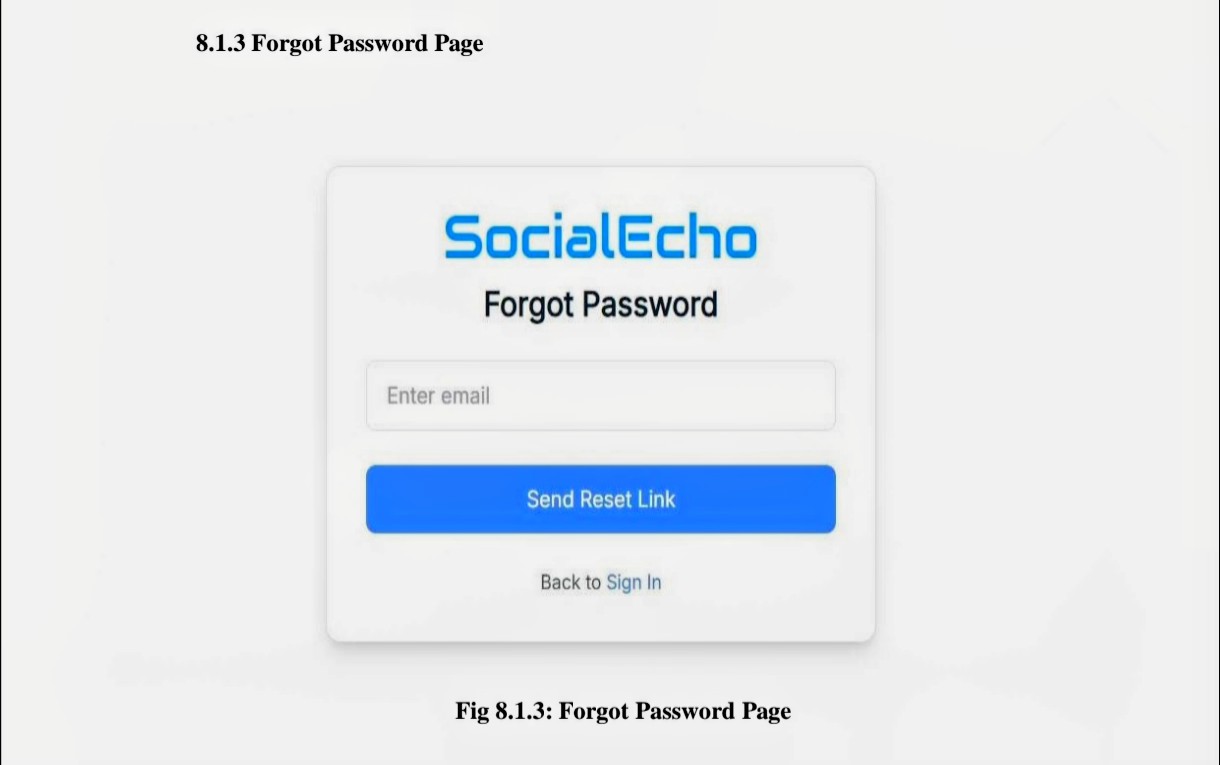 8.1.3 Forgot Password Page
SocialEcho
Forgot Password
Enter email
Send Reset Link
Back to Sign In
Fig 8.1.3: Forgot Password Page